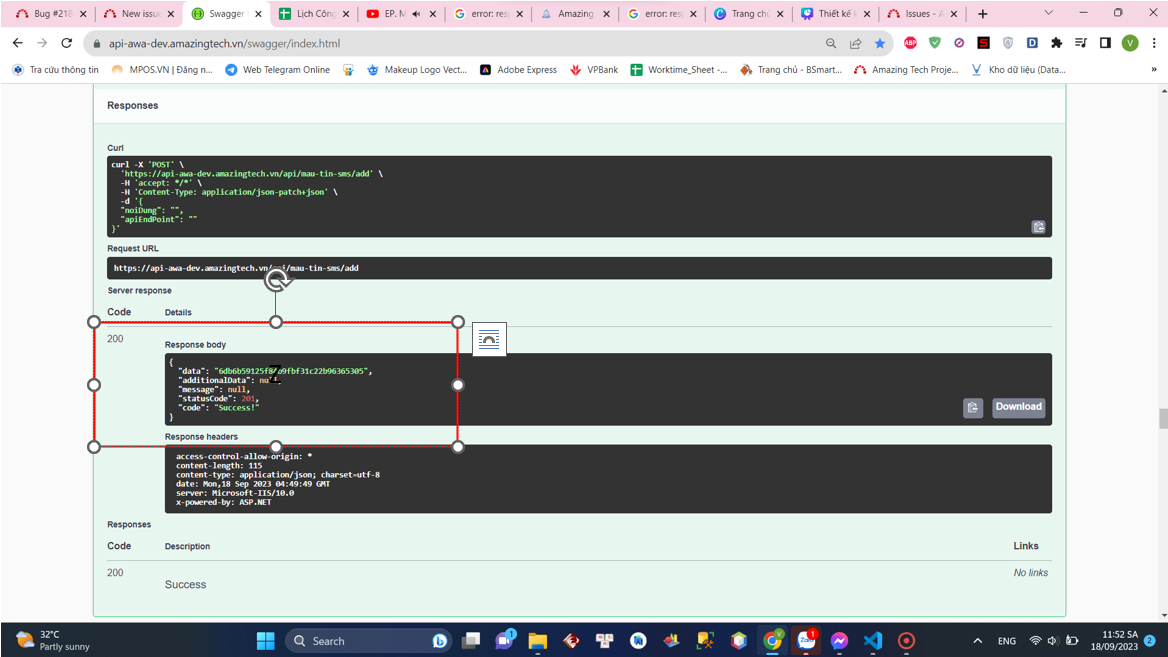 Bug #218
New issue
Swagger
Lịch Công
EP. M
error: res
Amazing
error: res
Trang chủ
Thiết kế k
Issues - A
api-awa-dev.amazingtech.vn/swagger/index.html
Tra cứu thông tin
MPOS.VN | Đăng n...
Web Telegram Online
Makeup Logo Vect...
Adobe Express
VPBank
Worktime_Sheet -...
Trang chủ - BSmart...
Amazing Tech Proje...
Kho dữ liệu (Data...
»
Responses
Curl
curl -X 'POST' \
'https://api-awa-dev.amazingtech.vn/api/mau-tin-sms/add' \
-H 'accept: */*' \
-H 'Content-Type: application/json-patch+json' \
-d '{
"noiDung": "",
"apiEndPoint": ""
}'
Request URL
https://api-awa-dev.amazingtech.vn/api/mau-tin-sms/add
Server response
Code
Details
200
Response body
{
"data":
"additionalData": null,
"message": null,
"statusCode": 201,
"code": "Success!"
}
Download
Response headers
access-control-allow-origin: *
content-length: 115
content-type: application/json; charset=utf-8
date: Mon,18 Sep 2023 04:49:49 GMT
server: Microsoft-IIS/10.0
x-powered-by: ASP.NET
Responses
Code
Description
Links
200
Success
No links
32°C
Partly sunny
Search
ENG
11:52 SA
18/09/2023